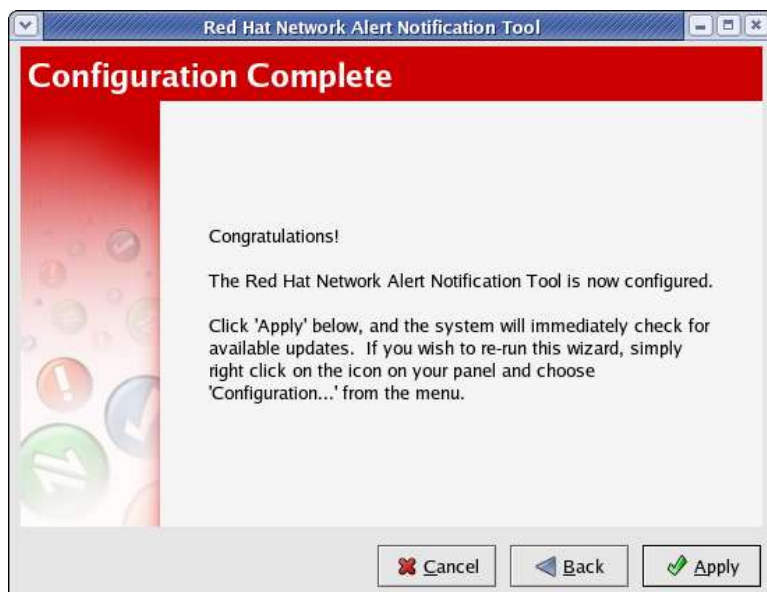 Red Hat Network Alert Notification Tool
Configuration Complete
Congratulations!
The Red Hat Network Alert Notification Tool is now configured.
Click 'Apply' below, and the system will immediately check for
available updates.  If you wish to re-run this wizard, simply
right click on the icon on your panel and choose
'Configuration...' from the menu.
Cancel
Back
Apply